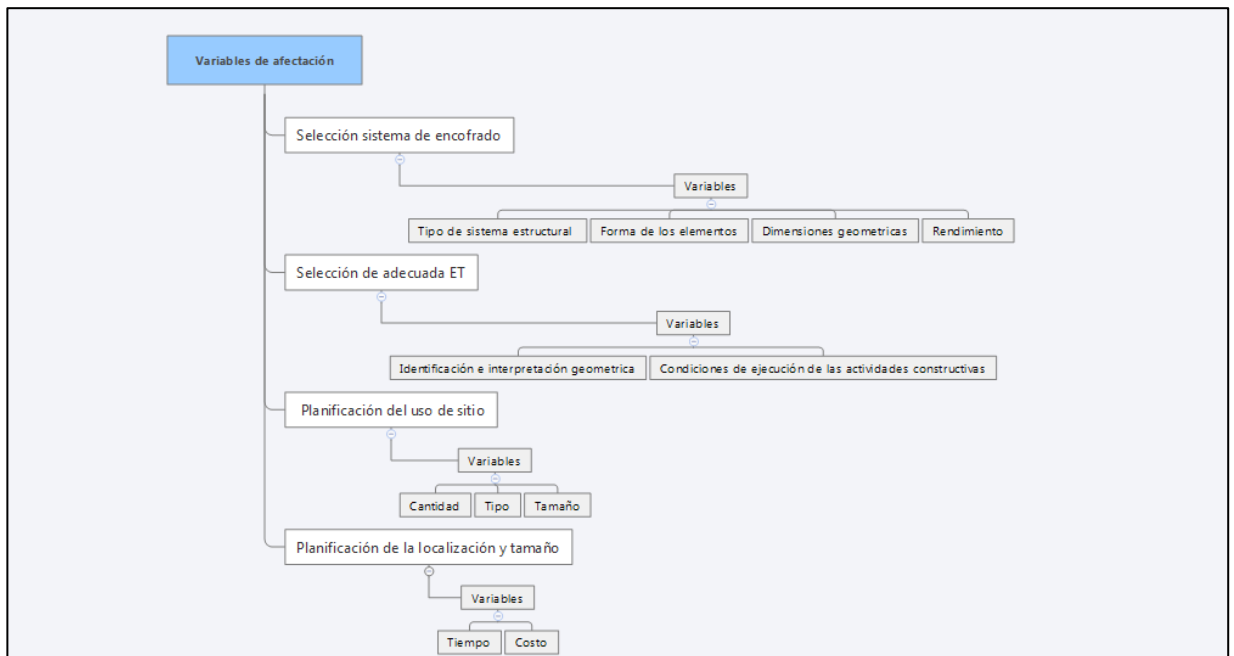 Variables de afectación
Selección sistema de encofrado
Variables
Tipo de sistema estructural
Forma de los elementos
Dimensiones geometricas
Rendimiento
Selección de adecuada ET
Variables
Identificación e interpretación geometrica
Condiciones de ejecución de las actividades constructivas
Planificación del uso de sitio
Variables
Cantidad
Tipo
Tamaño
Planificación de la localización y tamaño
Variables
Tiempo
Costo